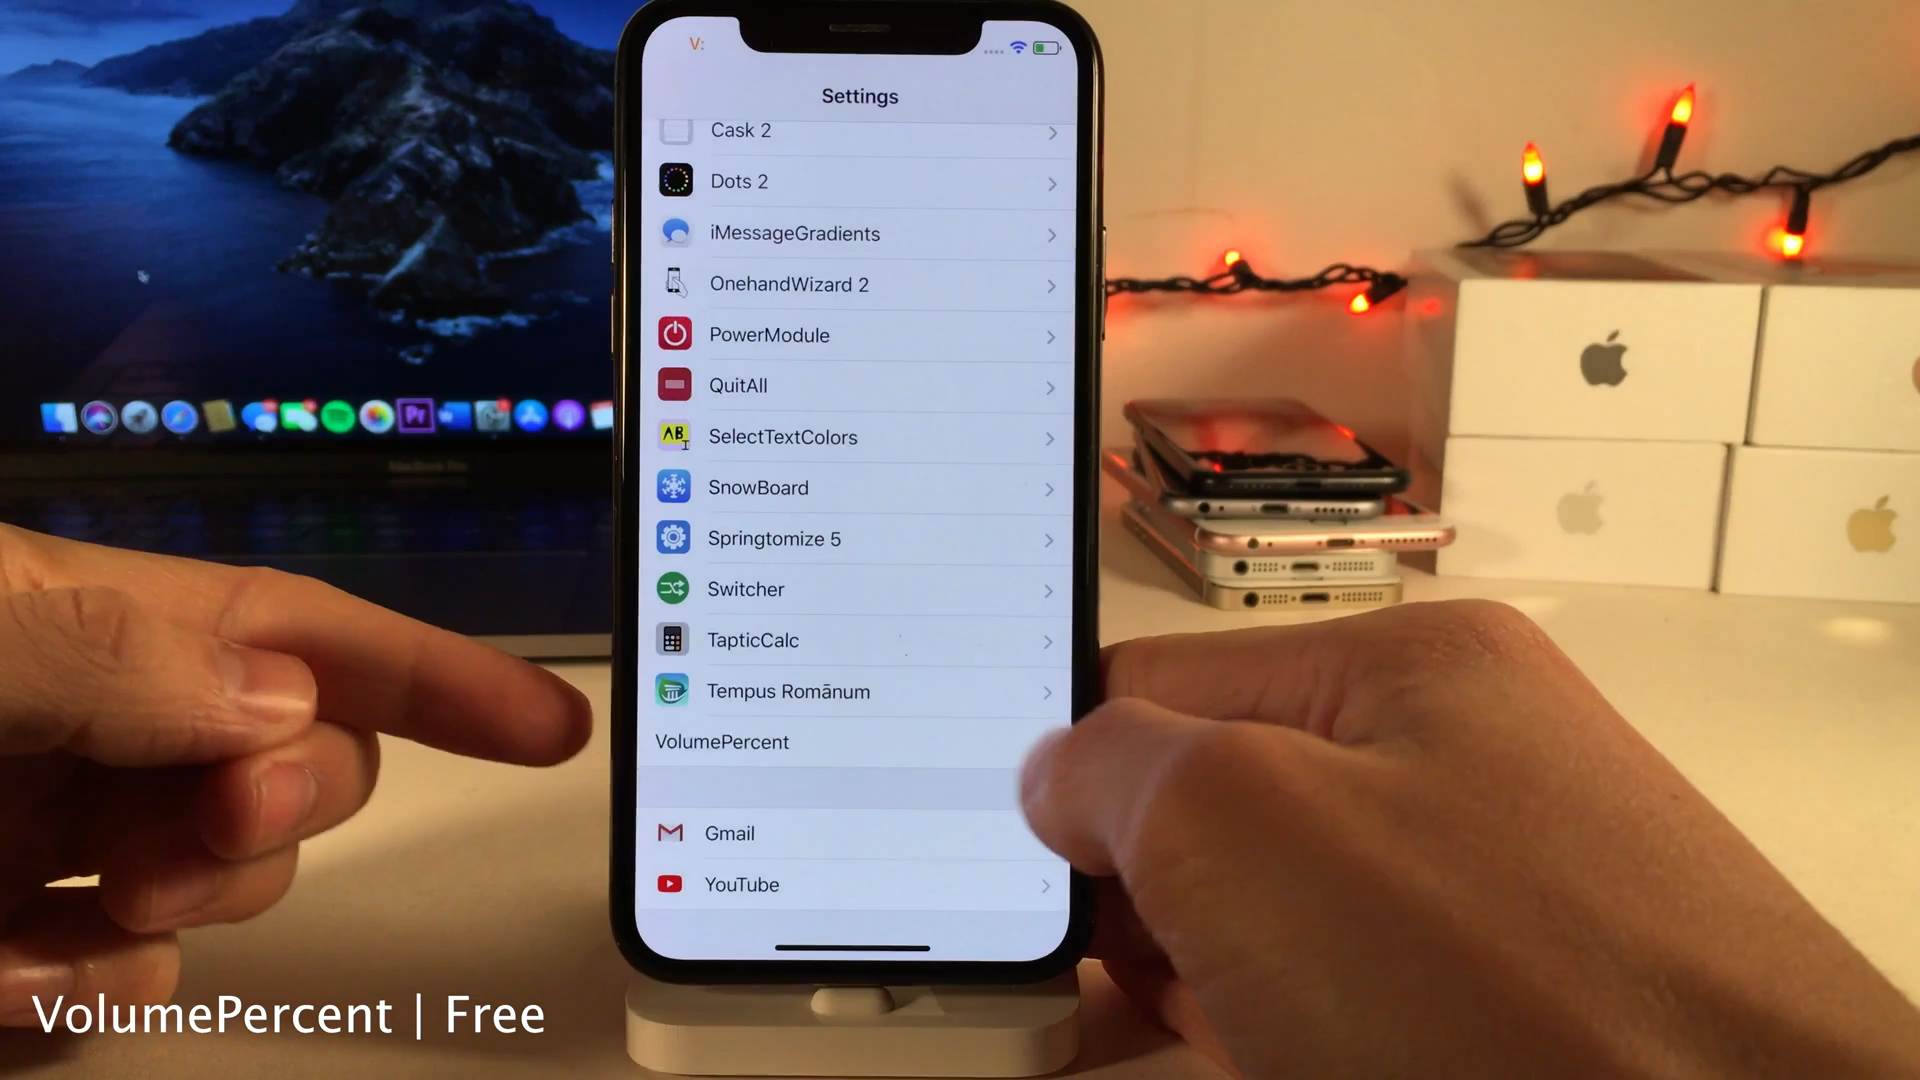 V:
Settings
Cask 2
Dots 2
iMessageGradients
OnehandWizard 2
PowerModule
QuitAll
AB
SelectTextColors
SnowBoard
Springtomize 5
Switcher
TapticCalc
Tempus Romānum
VolumePercent
Gmail
YouTube
Pr
VolumePercent | Free